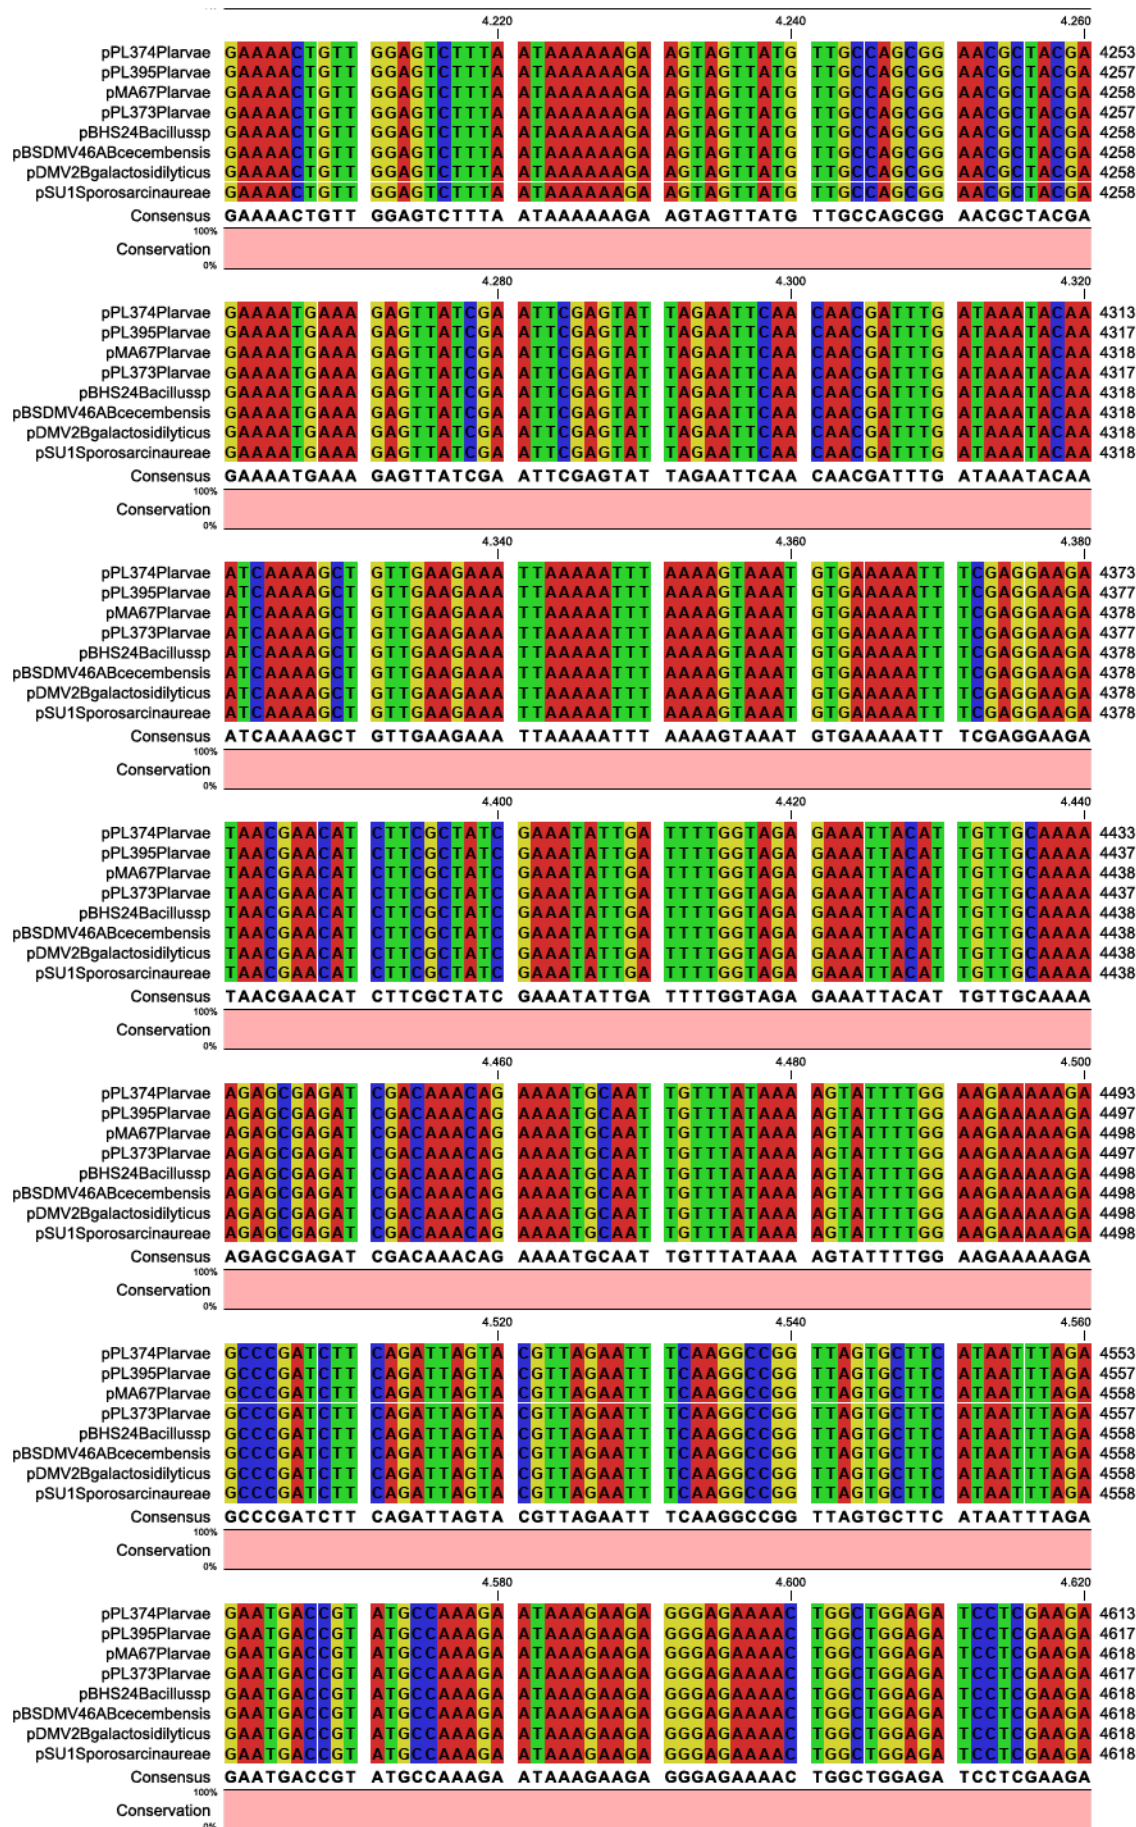 4.220 4.240 4.260
pPL374Plarvae GAAAACTGTT GGAGTCTTTA ATAAAAAAGA AGTAGTTATG TTGCCAGCGG AACGCTACGA 4253
pPL395Plarvae GAAAACTGTT GGAGTCTTTA ATAAAAAAGA AGTAGTTATG TTGCCAGCGG AACGCTACGA 4257
pMA67Plarvae GAAAACTGTT GGAGTCTTTA ATAAAAAAGA AGTAGTTATG TTGCCAGCGG AACGCTACGA 4258
pPL373Plarvae GAAAACTGTT GGAGTCTTTA ATAAAAAAGA AGTAGTTATG TTGCCAGCGG AACGCTACGA 4257
pBHS24Bacillussp GAAAACTGTT GGAGTCTTTA ATAAAAAAGA AGTAGTTATG TTGCCAGCGG AACGCTACGA 4258
pBSDMV46ABcecembensis GAAAACTGTT GGAGTCTTTA ATAAAAAAGA AGTAGTTATG TTGCCAGCGG AACGCTACGA 4258
pDMV2Bgalactosidilyticus GAAAACTGTT GGAGTCTTTA ATAAAAAAGA AGTAGTTATG TTGCCAGCGG AACGCTACGA 4258
pSU1Sporosarcinaureae GAAAACTGTT GGAGTCTTTA ATAAAAAAGA AGTAGTTATG TTGCCAGCGG AACGCTACGA 4258
Consensus GAAAACTGTT GGAGTCTTTA ATAAAAAAGA AGTAGTTATG TTGCCAGCGG AACGCTACGA
100%
Conservation
0%
4.280 4.300 4.320
pPL374Plarvae GAAAATGAAA GAGTTATCGA ATTCGAGTAT TAGAATTCAA CAACGATTTG ATAAATACAA 4313
pPL395Plarvae GAAAATGAAA GAGTTATCGA ATTCGAGTAT TAGAATTCAA CAACGATTTG ATAAATACAA 4317
pMA67Plarvae GAAAATGAAA GAGTTATCGA ATTCGAGTAT TAGAATTCAA CAACGATTTG ATAAATACAA 4318
pPL373Plarvae GAAAATGAAA GAGTTATCGA ATTCGAGTAT TAGAATTCAA CAACGATTTG ATAAATACAA 4317
pBHS24Bacillussp GAAAATGAAA GAGTTATCGA ATTCGAGTAT TAGAATTCAA CAACGATTTG ATAAATACAA 4318
pBSDMV46ABcecembensis GAAAATGAAA GAGTTATCGA ATTCGAGTAT TAGAATTCAA CAACGATTTG ATAAATACAA 4318
pDMV2Bgalactosidilyticus GAAAATGAAA GAGTTATCGA ATTCGAGTAT TAGAATTCAA CAACGATTTG ATAAATACAA 4318
pSU1Sporosarcinaureae GAAAATGAAA GAGTTATCGA ATTCGAGTAT TAGAATTCAA CAACGATTTG ATAAATACAA 4318
Consensus GAAAATGAAA GAGTTATCGA ATTCGAGTAT TAGAATTCAA CAACGATTTG ATAAATACAA
100%
Conservation
0%
4.340 4.360 4.380
pPL374Plarvae ATCAAAAGCT GTTGAAGAAA TTAAAAATTT AAAAGTAAAT GTGAAAAATT TCGAGGAAGA 4373
pPL395Plarvae ATCAAAAGCT GTTGAAGAAA TTAAAAATTT AAAAGTAAAT GTGAAAAATT TCGAGGAAGA 4377
pMA67Plarvae ATCAAAAGCT GTTGAAGAAA TTAAAAATTT AAAAGTAAAT GTGAAAAATT TCGAGGAAGA 4378
pPL373Plarvae ATCAAAAGCT GTTGAAGAAA TTAAAAATTT AAAAGTAAAT GTGAAAAATT TCGAGGAAGA 4377
pBHS24Bacillussp ATCAAAAGCT GTTGAAGAAA TTAAAAATTT AAAAGTAAAT GTGAAAAATT TCGAGGAAGA 4378
pBSDMV46ABcecembensis ATCAAAAGCT GTTGAAGAAA TTAAAAATTT AAAAGTAAAT GTGAAAAATT TCGAGGAAGA 4378
pDMV2Bgalactosidilyticus ATCAAAAGCT GTTGAAGAAA TTAAAAATTT AAAAGTAAAT GTGAAAAATT TCGAGGAAGA 4378
pSU1Sporosarcinaureae ATCAAAAGCT GTTGAAGAAA TTAAAAATTT AAAAGTAAAT GTGAAAAATT TCGAGGAAGA 4378
Consensus ATCAAAAGCT GTTGAAGAAA TTAAAAATTT AAAAGTAAAT GTGAAAAATT TCGAGGAAGA
100%
Conservation
0%
4.400 4.420 4.440
pPL374Plarvae TAACGAACAT CTTCGCTATC GAAATATTGA TTTTGGTAGA GAAATTACAT TGTTGCAAAA 4433
pPL395Plarvae TAACGAACAT CTTCGCTATC GAAATATTGA TTTTGGTAGA GAAATTACAT TGTTGCAAAA 4437
pMA67Plarvae TAACGAACAT CTTCGCTATC GAAATATTGA TTTTGGTAGA GAAATTACAT TGTTGCAAAA 4438
pPL373Plarvae TAACGAACAT CTTCGCTATC GAAATATTGA TTTTGGTAGA GAAATTACAT TGTTGCAAAA 4437
pBHS24Bacillussp TAACGAACAT CTTCGCTATC GAAATATTGA TTTTGGTAGA GAAATTACAT TGTTGCAAAA 4438
pBSDMV46ABcecembensis TAACGAACAT CTTCGCTATC GAAATATTGA TTTTGGTAGA GAAATTACAT TGTTGCAAAA 4438
pDMV2Bgalactosidilyticus TAACGAACAT CTTCGCTATC GAAATATTGA TTTTGGTAGA GAAATTACAT TGTTGCAAAA 4438
pSU1Sporosarcinaureae TAACGAACAT CTTCGCTATC GAAATATTGA TTTTGGTAGA GAAATTACAT TGTTGCAAAA 4438
Consensus TAACGAACAT CTTCGCTATC GAAATATTGA TTTTGGTAGA GAAATTACAT TGTTGCAAAA
100%
Conservation
0%
4.460 4.480 4.500
pPL374Plarvae AGAGCGAGAT CGACAAACAG AAAATGCAAT TGTTTATAAA AGTATTTTGG AAGAAAAAGA 4493
pPL395Plarvae AGAGCGAGAT CGACAAACAG AAAATGCAAT TGTTTATAAA AGTATTTTGG AAGAAAAAGA 4497
pMA67Plarvae AGAGCGAGAT CGACAAACAG AAAATGCAAT TGTTTATAAA AGTATTTTGG AAGAAAAAGA 4498
pPL373Plarvae AGAGCGAGAT CGACAAACAG AAAATGCAAT TGTTTATAAA AGTATTTTGG AAGAAAAAGA 4497
pBHS24Bacillussp AGAGCGAGAT CGACAAACAG AAAATGCAAT TGTTTATAAA AGTATTTTGG AAGAAAAAGA 4498
pBSDMV46ABcecembensis AGAGCGAGAT CGACAAACAG AAAATGCAAT TGTTTATAAA AGTATTTTGG AAGAAAAAGA 4498
pDMV2Bgalactosidilyticus AGAGCGAGAT CGACAAACAG AAAATGCAAT TGTTTATAAA AGTATTTTGG AAGAAAAAGA 4498
pSU1Sporosarcinaureae AGAGCGAGAT CGACAAACAG AAAATGCAAT TGTTTATAAA AGTATTTTGG AAGAAAAAGA 4498
Consensus AGAGCGAGAT CGACAAACAG AAAATGCAAT TGTTTATAAA AGTATTTTGG AAGAAAAAGA
100%
Conservation
0%
4.520 4.540 4.560
pPL374Plarvae GCCCGATCTT CAGATTAGTA CGTTAGAATT TCAAGGCCGG TTAGTGCTTC ATAATTTAGA 4553
pPL395Plarvae GCCCGATCTT CAGATTAGTA CGTTAGAATT TCAAGGCCGG TTAGTGCTTC ATAATTTAGA 4557
pMA67Plarvae GCCCGATCTT CAGATTAGTA CGTTAGAATT TCAAGGCCGG TTAGTGCTTC ATAATTTAGA 4558
pPL373Plarvae GCCCGATCTT CAGATTAGTA CGTTAGAATT TCAAGGCCGG TTAGTGCTTC ATAATTTAGA 4557
pBHS24Bacillussp GCCCGATCTT CAGATTAGTA CGTTAGAATT TCAAGGCCGG TTAGTGCTTC ATAATTTAGA 4558
pBSDMV46ABcecembensis GCCCGATCTT CAGATTAGTA CGTTAGAATT TCAAGGCCGG TTAGTGCTTC ATAATTTAGA 4558
pDMV2Bgalactosidilyticus GCCCGATCTT CAGATTAGTA CGTTAGAATT TCAAGGCCGG TTAGTGCTTC ATAATTTAGA 4558
pSU1Sporosarcinaureae GCCCGATCTT CAGATTAGTA CGTTAGAATT TCAAGGCCGG TTAGTGCTTC ATAATTTAGA 4558
Consensus GCCCGATCTT CAGATTAGTA CGTTAGAATT TCAAGGCCGG TTAGTGCTTC ATAATTTAGA
100%
Conservation
0%
4.580 4.600 4.620
pPL374Plarvae GAATGACCGT ATGCCAAAGA ATAAAGAAGA GGGAGAAAAC TGGCTGGAGA TCCTCGAAGA 4613
pPL395Plarvae GAATGACCGT ATGCCAAAGA ATAAAGAAGA GGGAGAAAAC TGGCTGGAGA TCCTCGAAGA 4617
pMA67Plarvae GAATGACCGT ATGCCAAAGA ATAAAGAAGA GGGAGAAAAC TGGCTGGAGA TCCTCGAAGA 4618
pPL373Plarvae GAATGACCGT ATGCCAAAGA ATAAAGAAGA GGGAGAAAAC TGGCTGGAGA TCCTCGAAGA 4617
pBHS24Bacillussp GAATGACCGT ATGCCAAAGA ATAAAGAAGA GGGAGAAAAC TGGCTGGAGA TCCTCGAAGA 4618
pBSDMV46ABcecembensis GAATGACCGT ATGCCAAAGA ATAAAGAAGA GGGAGAAAAC TGGCTGGAGA TCCTCGAAGA 4618
pDMV2Bgalactosidilyticus GAATGACCGT ATGCCAAAGA ATAAAGAAGA GGGAGAAAAC TGGCTGGAGA TCCTCGAAGA 4618
pSU1Sporosarcinaureae GAATGACCGT ATGCCAAAGA ATAAAGAAGA GGGAGAAAAC TGGCTGGAGA TCCTCGAAGA 4618
Consensus GAATGACCGT ATGCCAAAGA ATAAAGAAGA GGGAGAAAAC TGGCTGGAGA TCCTCGAAGA
100%
Conservation
0%